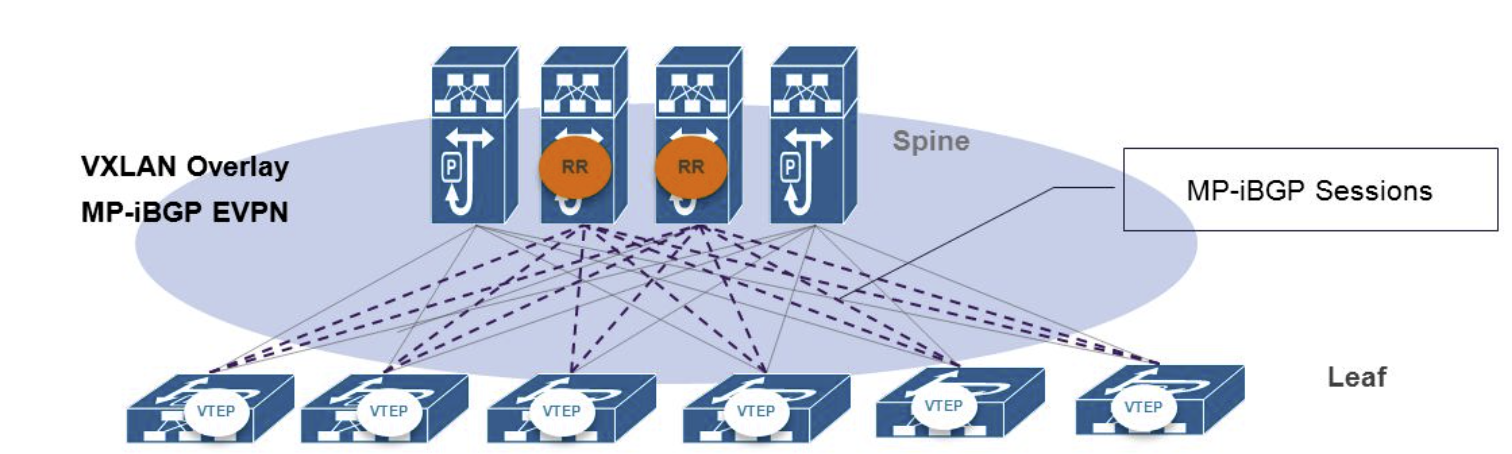 Spine
VXLAN Overlay
MP-iBGP EVPN
P
RR
RR
P
MP-iBGP Sessions
Leaf
VTEP
VTEP
VTEP
VTEP
VTEP
VTEP